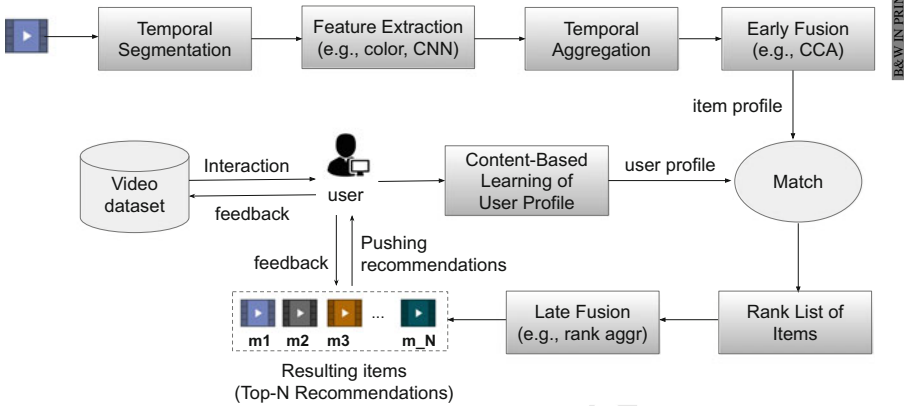 Temporal
Segmentation
Feature Extraction
(e.g., color, CNN)
Temporal
Aggregation
Early Fusion
(e.g., CCA)
B&W IN PRIN
item profile
Video
dataset
Interaction
feedback
user
Content-Based
Learning of
User Profile
user profile
Match
feedback
Pushing
recommendations
m1 m2 m3 ... m_N
Resulting items
(Top-N Recommendations)
Late Fusion
(e.g., rank aggr)
Rank List of
Items